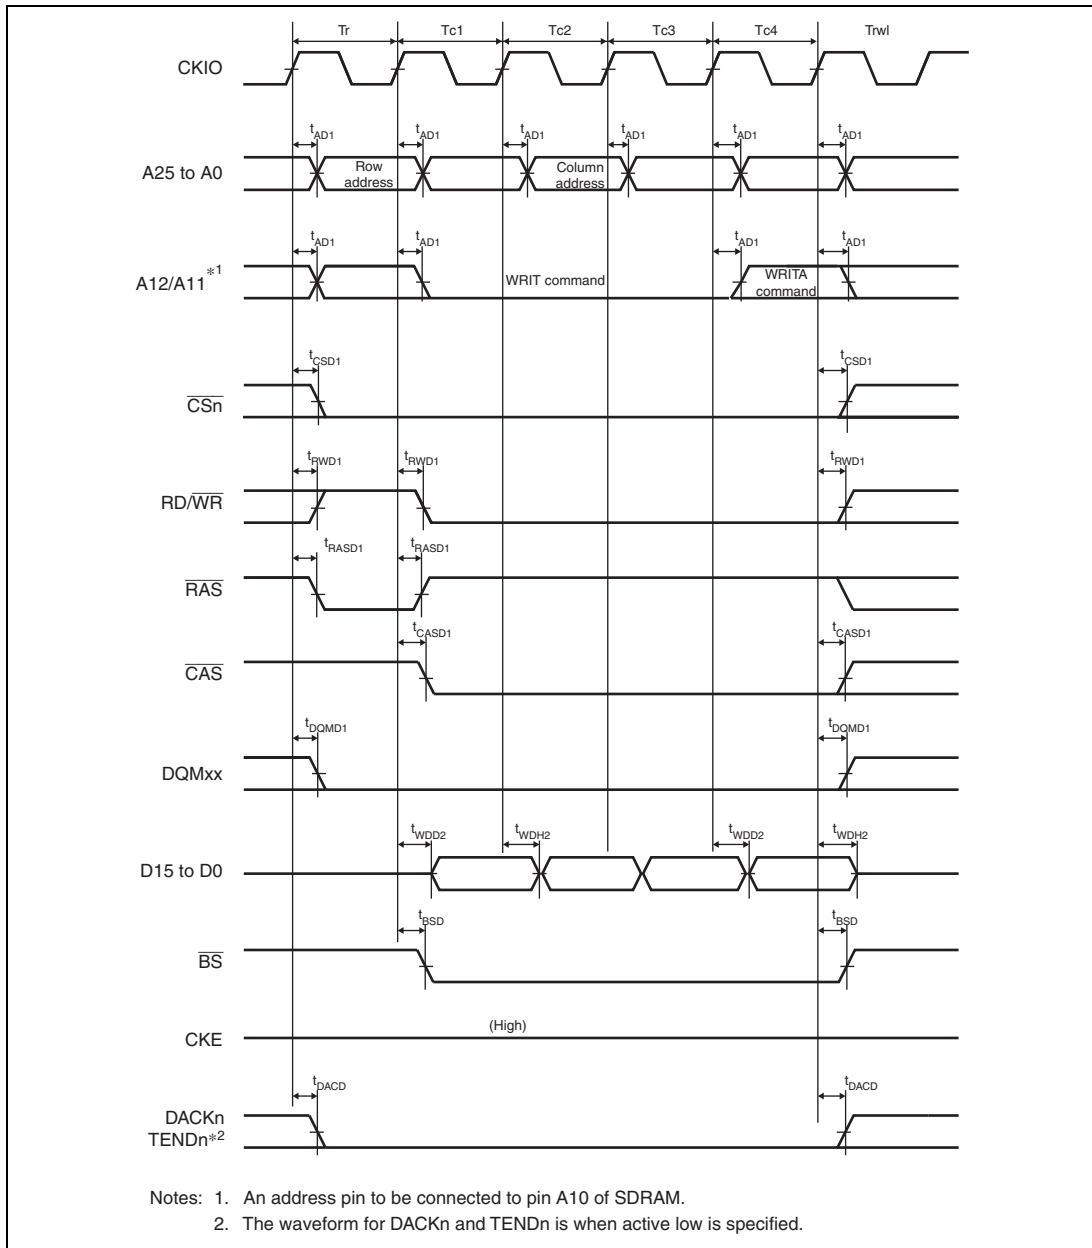 Tr Tc1 Tc2 Tc3 Tc4 Trwl
CKIO
tAD1 tAD1 tAD1 tAD1 tAD1 tAD1
A25 to A0 Row address Column address
tAD1 tAD1 tAD1 tAD1
A12/A11*1 WRIT command WRITA command
tCSD1 tCSD1
CSn
tRWD1 tRWD1 tRWD1
RD/WR
tRASD1 tRASD1
RAS
tCASD1 tCASD1
CAS
tDQMD1 tDQMD1
DQMxx
tWDD2 tWDH2 tWDD2 tWDH2
D15 to D0
tBSD tBSD
BS
(High)
CKE
tDACD tDACD
DACKn
TENDn*2
Notes: 1. An address pin to be connected to pin A10 of SDRAM.
2. The waveform for DACKn and TENDn is when active low is specified.